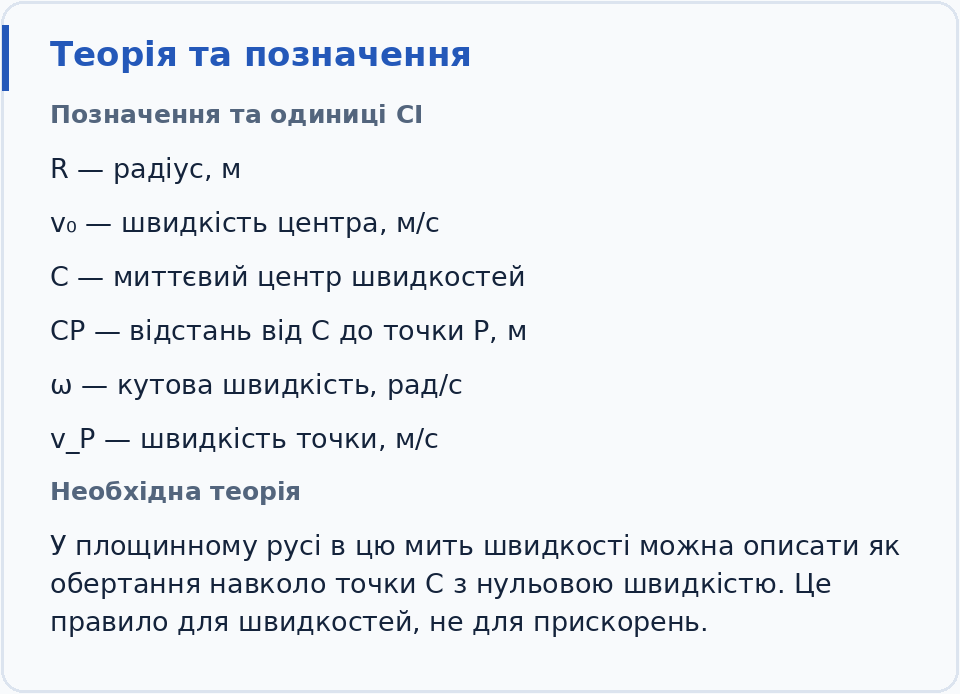 Теорія та позначення
Позначення та одиниці СІ
R — радіус, м
v₀ — швидкість центра, м/с
C — миттєвий центр швидкостей
CP — відстань від C до точки P, м
ω — кутова швидкість, рад/с
v_P — швидкість точки, м/с
Необхідна теорія
У площинному русі в цю мить швидкості можна описати як
обертання навколо точки C з нульовою швидкістю. Це
правило для швидкостей, не для прискорень.